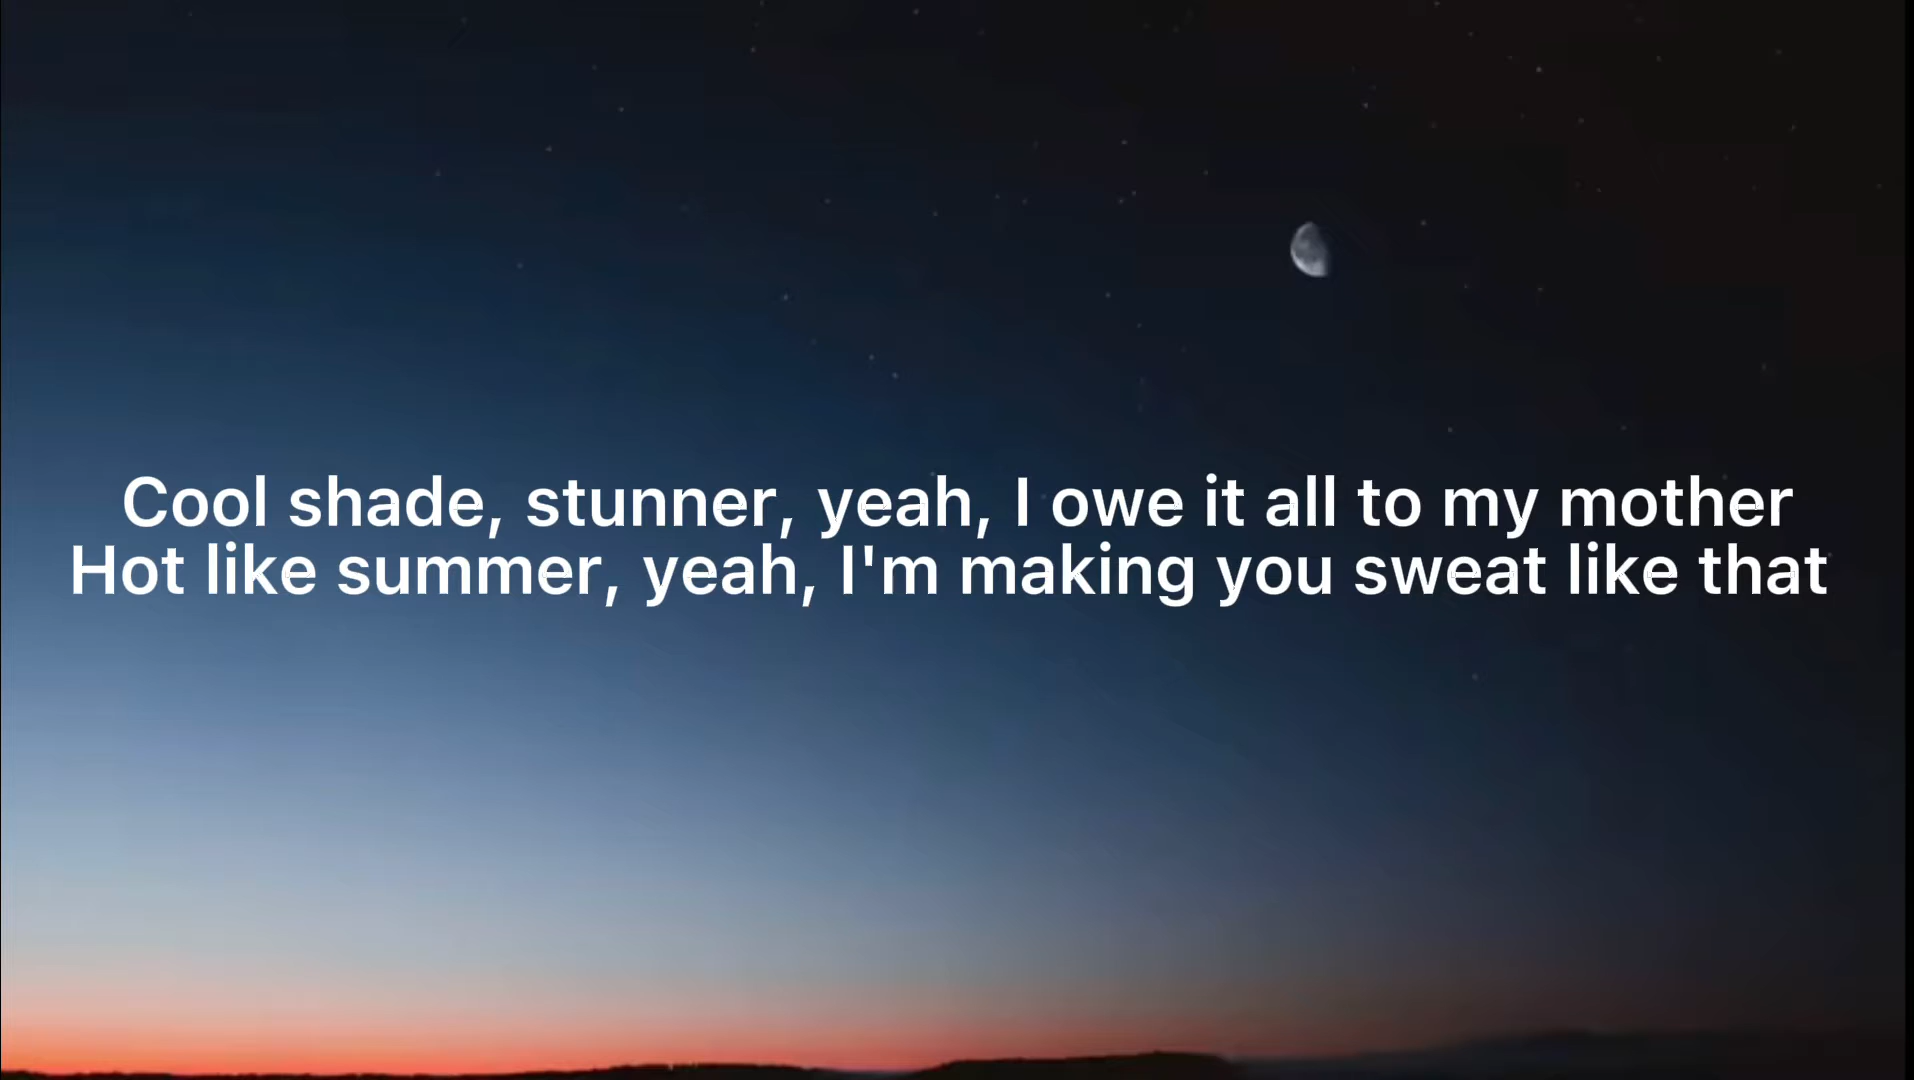 Cool shade, stunner, yeah, I owe it all to my mother
Hot like summer, yeah, I'm making you sweat like that